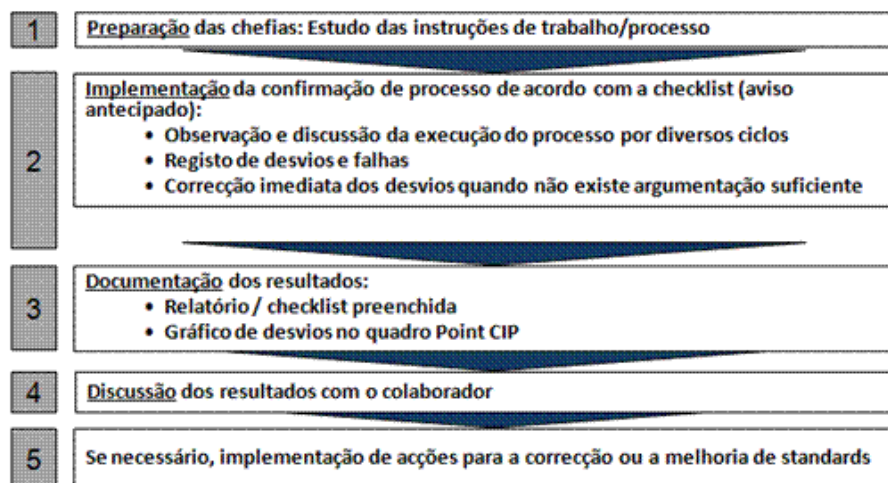 1
Preparação das chefias: Estudo das instruções de trabalho/processo
2
Implementação da confirmação de processo de acordo com a checklist (aviso
antecipado):
• Observação e discussão da execução do processo por diversos ciclos
• Registo de desvios e falhas
• Correcção imediata dos desvios quando não existe argumentação suficiente
3
Documentação dos resultados:
• Relatório / checklist preenchida
• Gráfico de desvios no quadro Point CIP
4
Discussão dos resultados com o colaborador
5
Se necessário, implementação de acções para a correcção ou a melhoria de standards